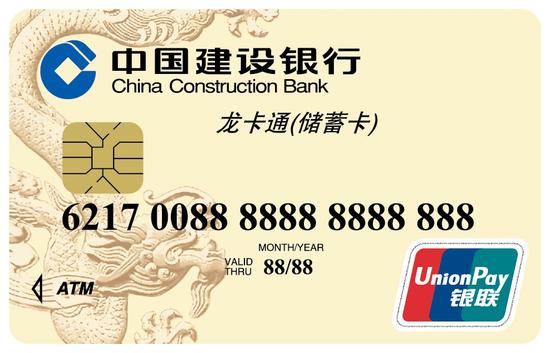 中国建设银行
China Construction Bank
龙卡通(储蓄卡)
6217 0088 8888 8888 888
MONTH/YEAR
VALID THRU 88/88
ATM
UnionPay
银联